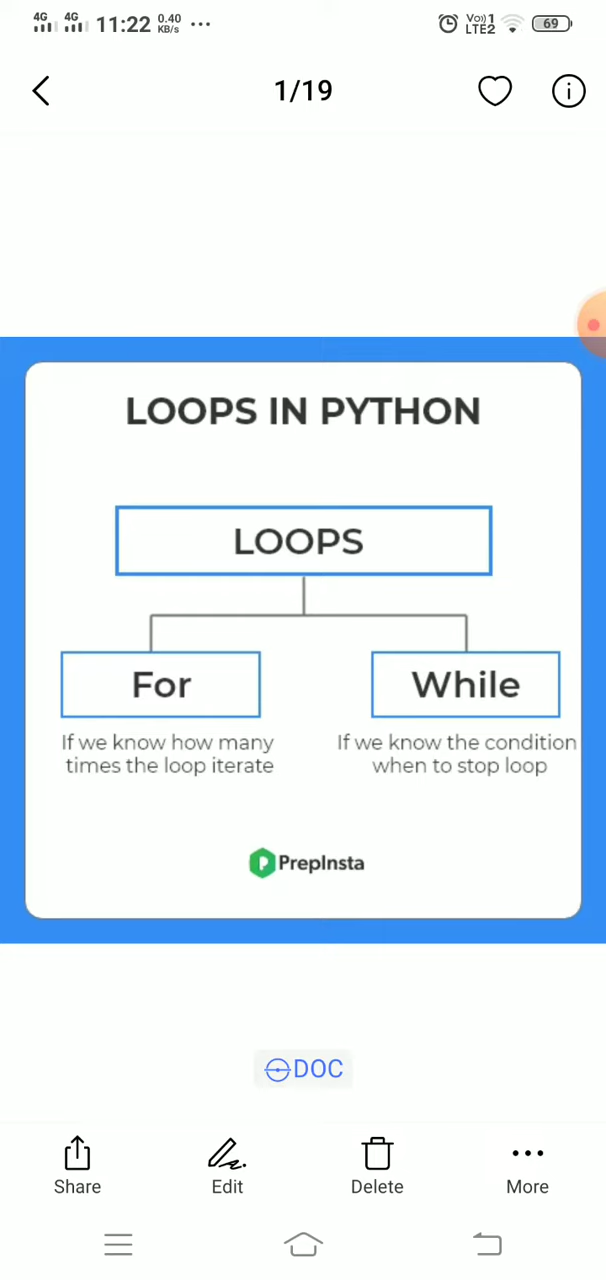 4G 4G 11:22 0.40 KB/s ... Vo)) 1 LTE2 69
1/19
LOOPS IN PYTHON
LOOPS
For
While
If we know how many
times the loop iterate
If we know the condition
when to stop loop
PrepInsta
DOC
Share Edit Delete More